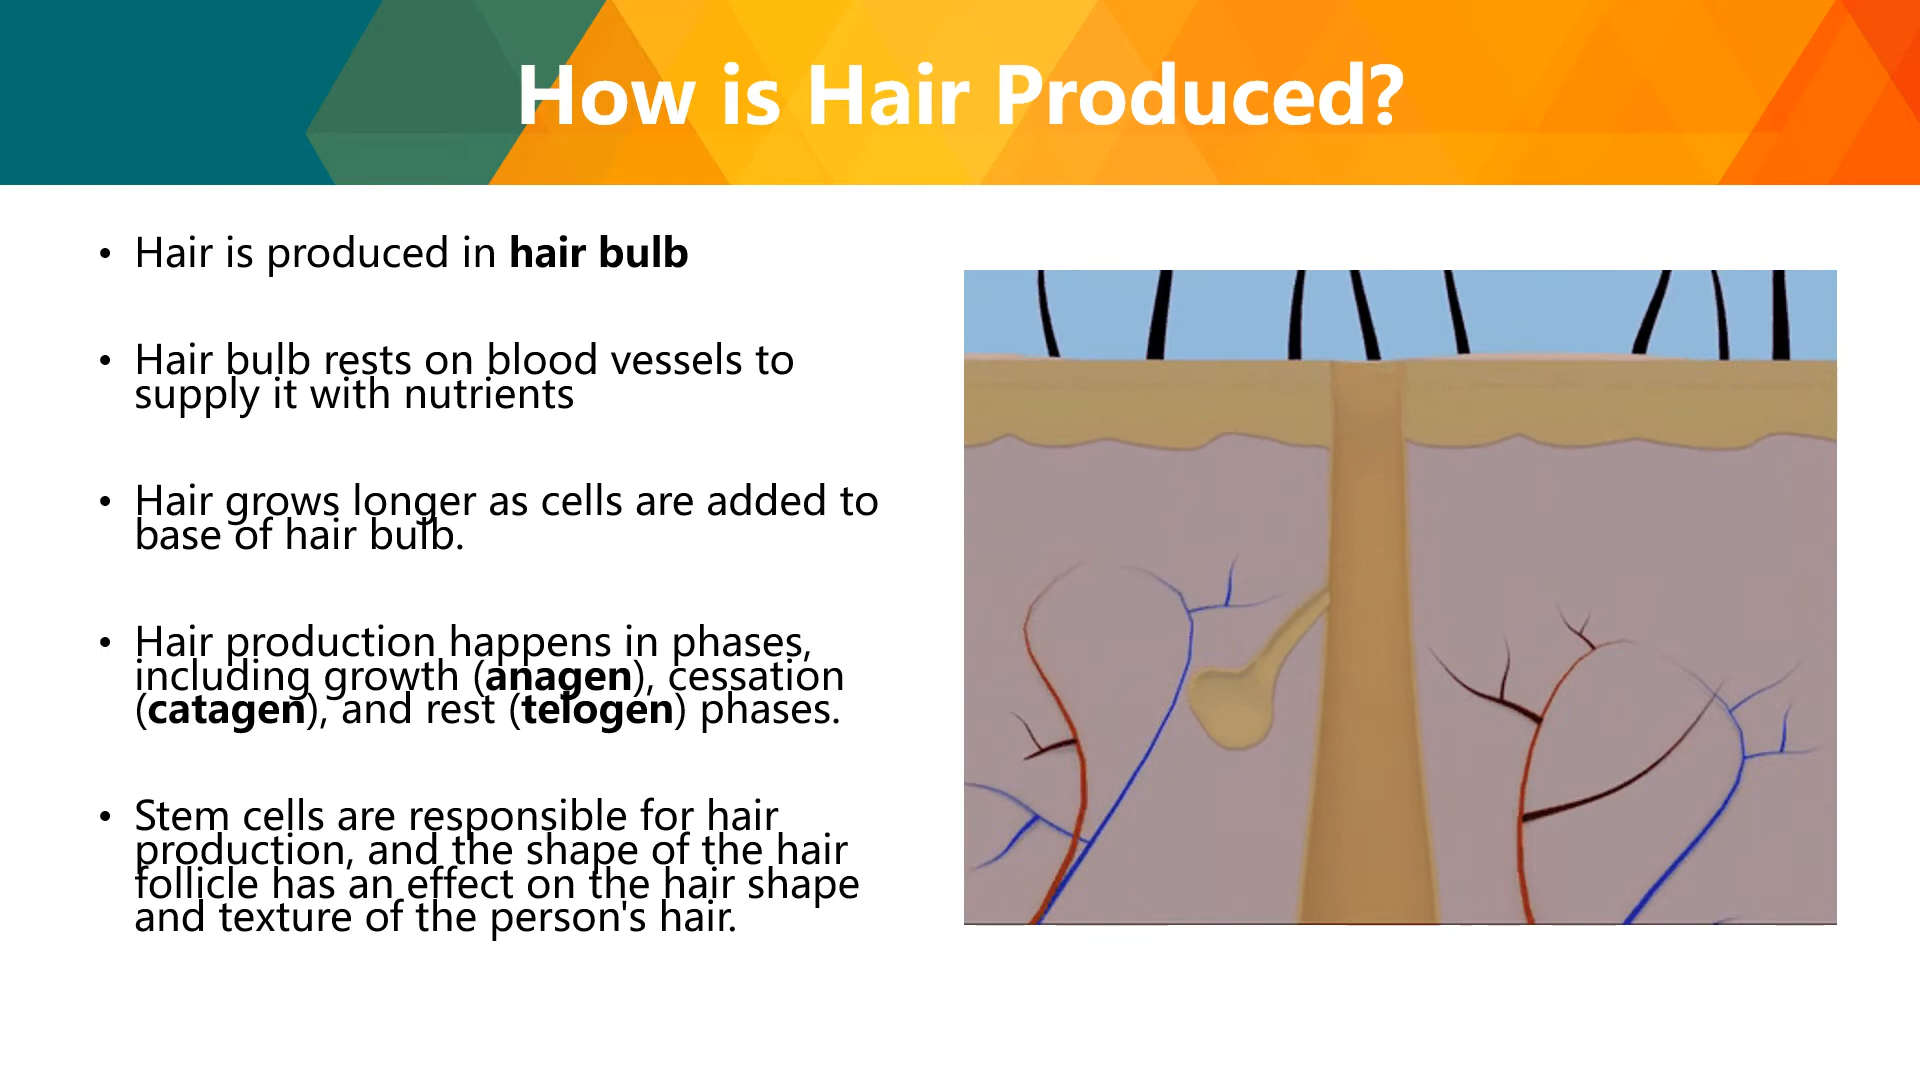 How is Hair Produced?
• Hair is produced in hair bulb
• Hair bulb rests on blood vessels to
supply it with nutrients
• Hair grows longer as cells are added to
base of hair bulb.
• Hair production happens in phases,
including growth (anagen), cessation
(catagen), and rest (telogen) phases.
• Stem cells are responsible for hair
production, and the shape of the hair
follicle has an effect on the hair shape
and texture of the person's hair.